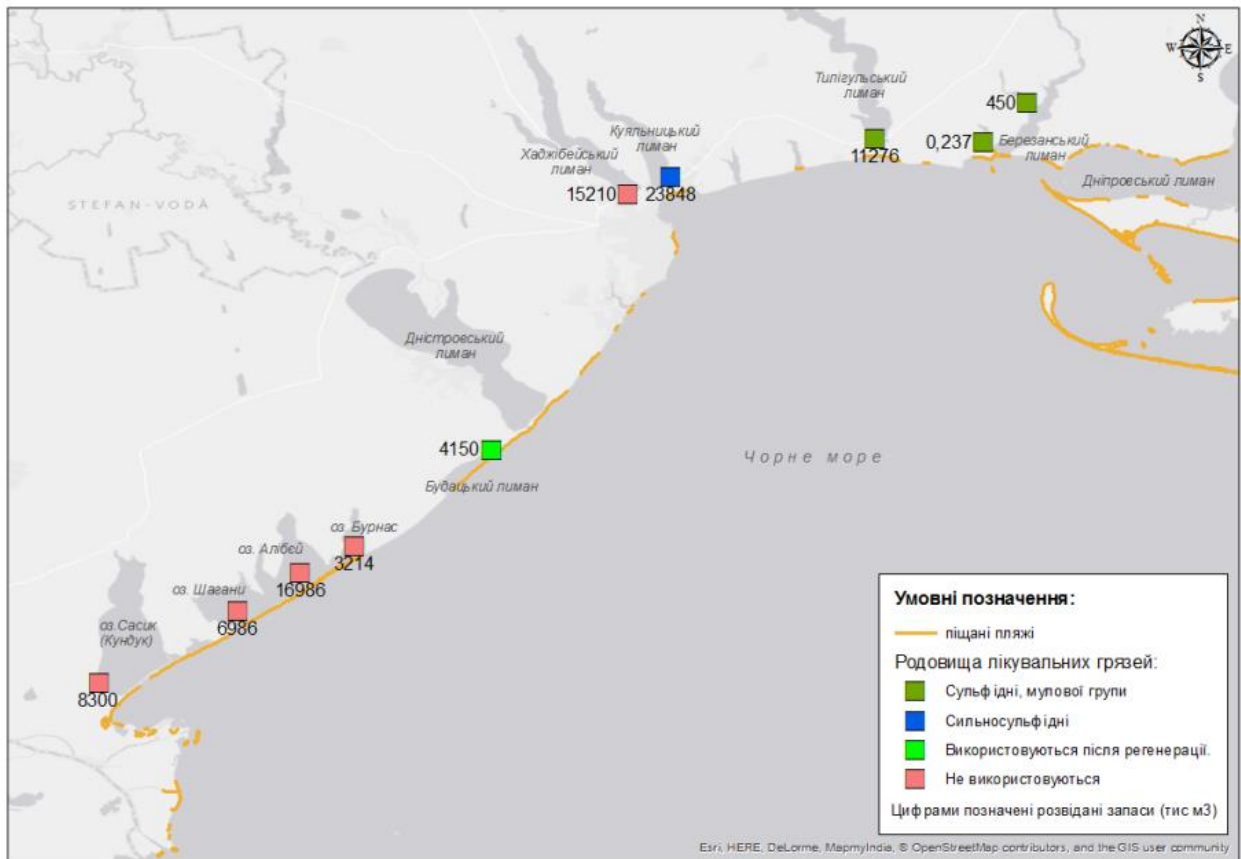 N
W E
S
Тилігульський
лиман
450
Куяльницький
лиман
0,237
Березанський
лиман
Хаджібейський
лиман
11276
Дніпровський лиман
15210
23848
STEFAN-VODĂ
Дністровський
лиман
4150
Чорне море
Будацький лиман
оз. Бурнас
оз. Алібєй
3214
оз. Шагани
16986
оз.Сасик
(Кундук)
6986
8300
Умовні позначення:
піщані пляжі
Родовища лікувальних грязей:
Сульфідні, мулової групи
Сильносульфідні
Використовуються після регенерації.
Не використовуються
Цифрами позначені розвідані запаси (тис м3)
Esri, HERE, DeLorme, MapmyIndia, © OpenStreetMap contributors, and the GIS user community